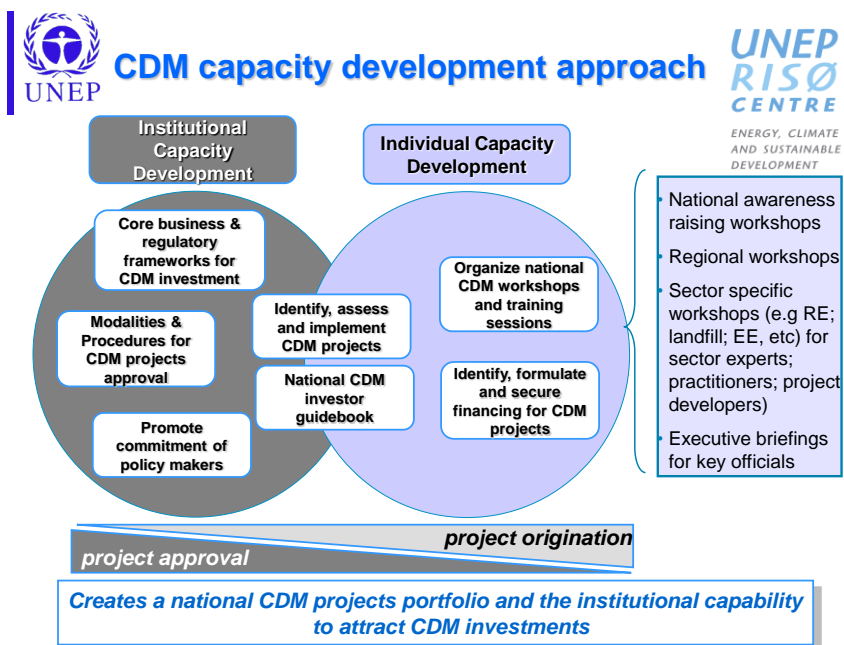 UNEP
CDM capacity development approach
UNEP
RISØ
CENTRE
ENERGY, CLIMATE
AND SUSTAINABLE
DEVELOPMENT
Institutional
Capacity
Development
Individual Capacity
Development
Core business &
regulatory
frameworks for
CDM investment
Modalities &
Procedures for
CDM projects
approval
Promote
commitment of
policy makers
Identify, assess
and implement
CDM projects
National CDM
investor
guidebook
Organize national
CDM workshops
and training
sessions
Identify, formulate
and secure
financing for CDM
projects
• National awareness
raising workshops
• Regional workshops
• Sector specific
workshops (e.g RE;
landfill; EE, etc) for
sector experts;
practitioners; project
developers)
• Executive briefings
for key officials
project origination
project approval
Creates a national CDM projects portfolio and the institutional capability
to attract CDM investments